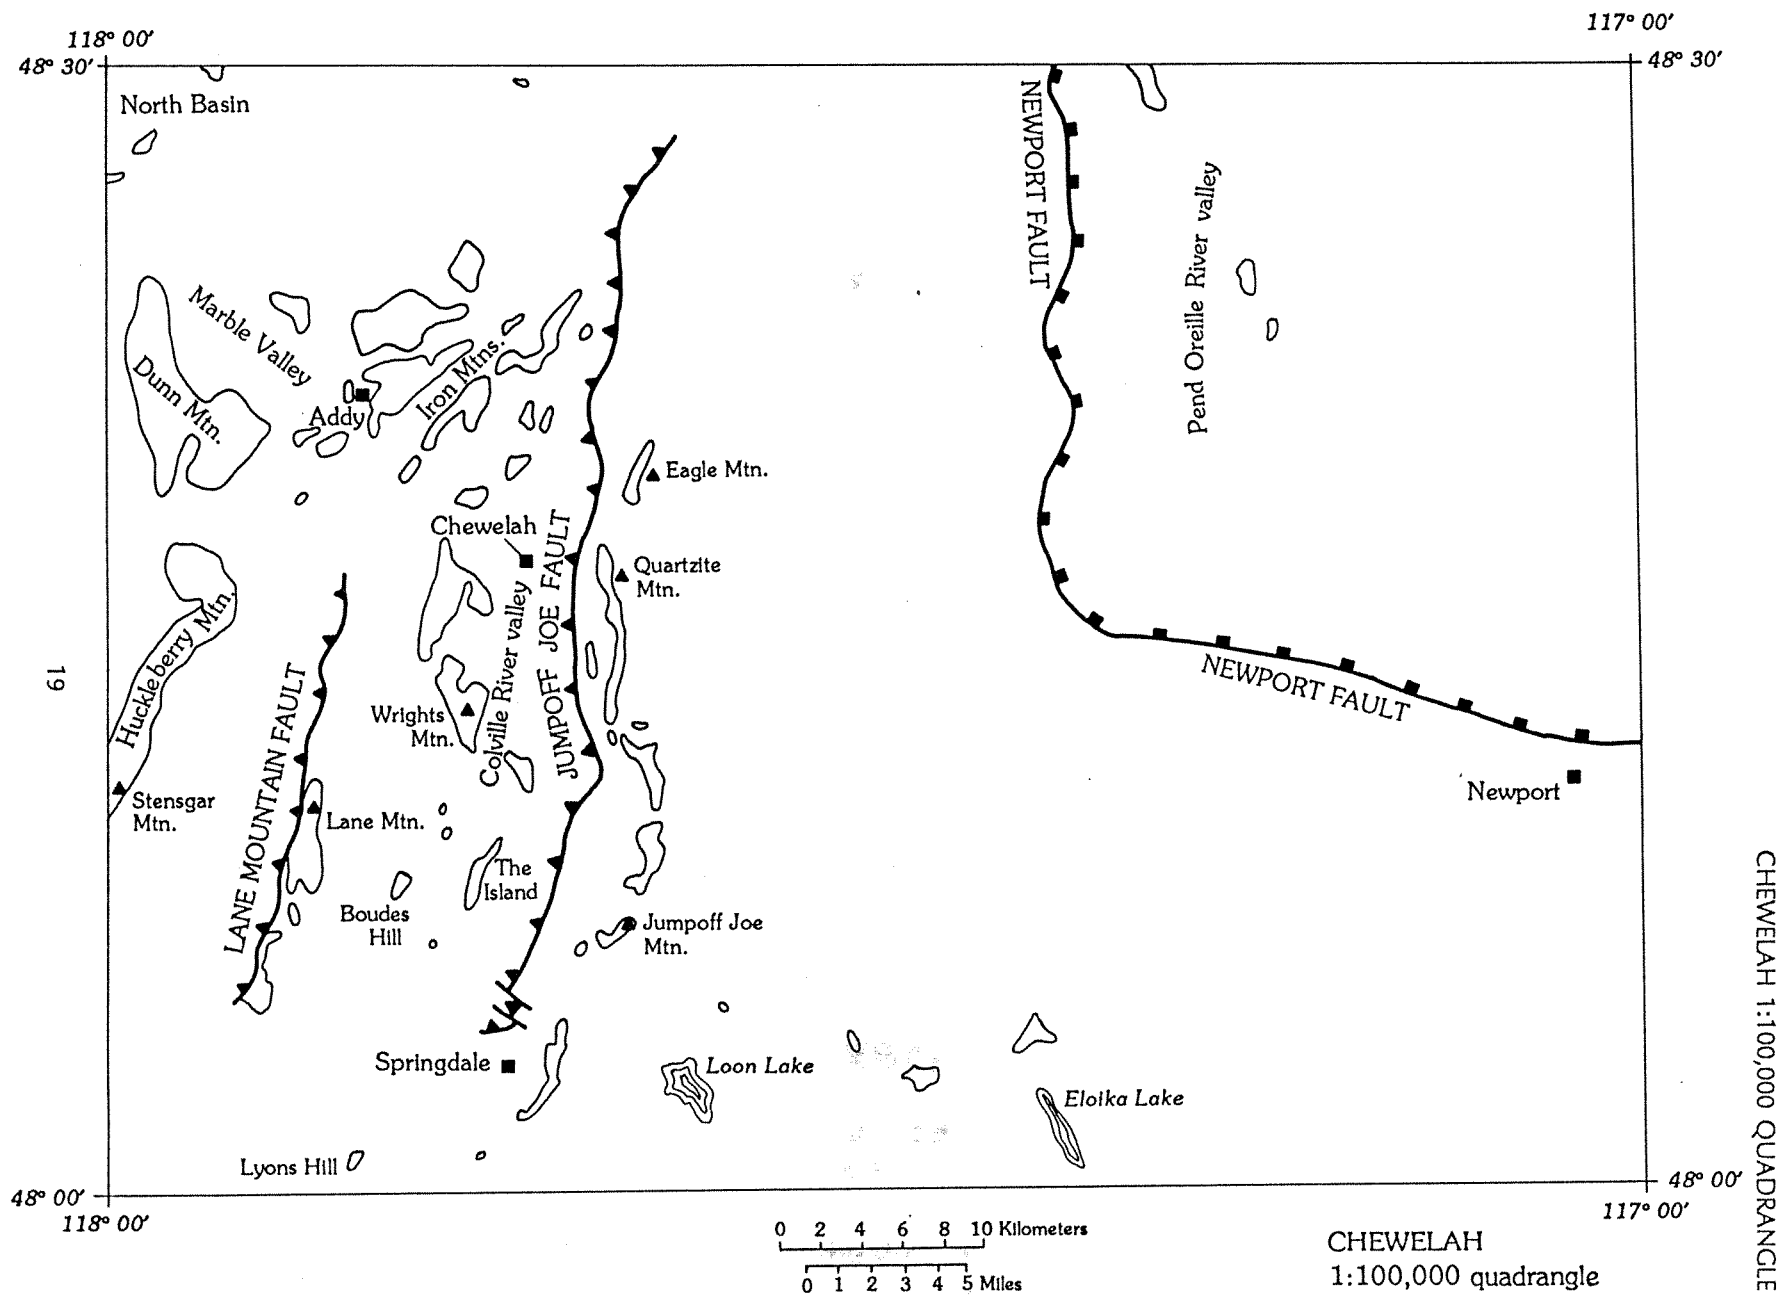 118° 00′
117° 00′
48° 30′
48° 30′
North Basin
NEWPORT FAULT
Pend Oreille River valley
Marble Valley
Dunn Mtn.
Iron Mtns.
Addy
Eagle Mtn.
Chewelah
Quartzite
Mtn.
Huckleberry Mtn.
Colville River valley
JUMPOFF JOE FAULT
19
NEWPORT FAULT
Wrights
Mtn.
LANE MOUNTAIN FAULT
Stensgar
Mtn.
Lane Mtn.
Newport
The
Island
Boudes
Hill
Jumpoff Joe
Mtn.
Springdale
Loon Lake
Eloika Lake
Lyons Hill
48° 00′
48° 00′
118° 00′
117° 00′
0 2 4 6 8 10 Kilometers
0 1 2 3 4 5 Miles
CHEWELAH
1:100,000 quadrangle
CHEWELAH 1:100,000 QUADRANGLE